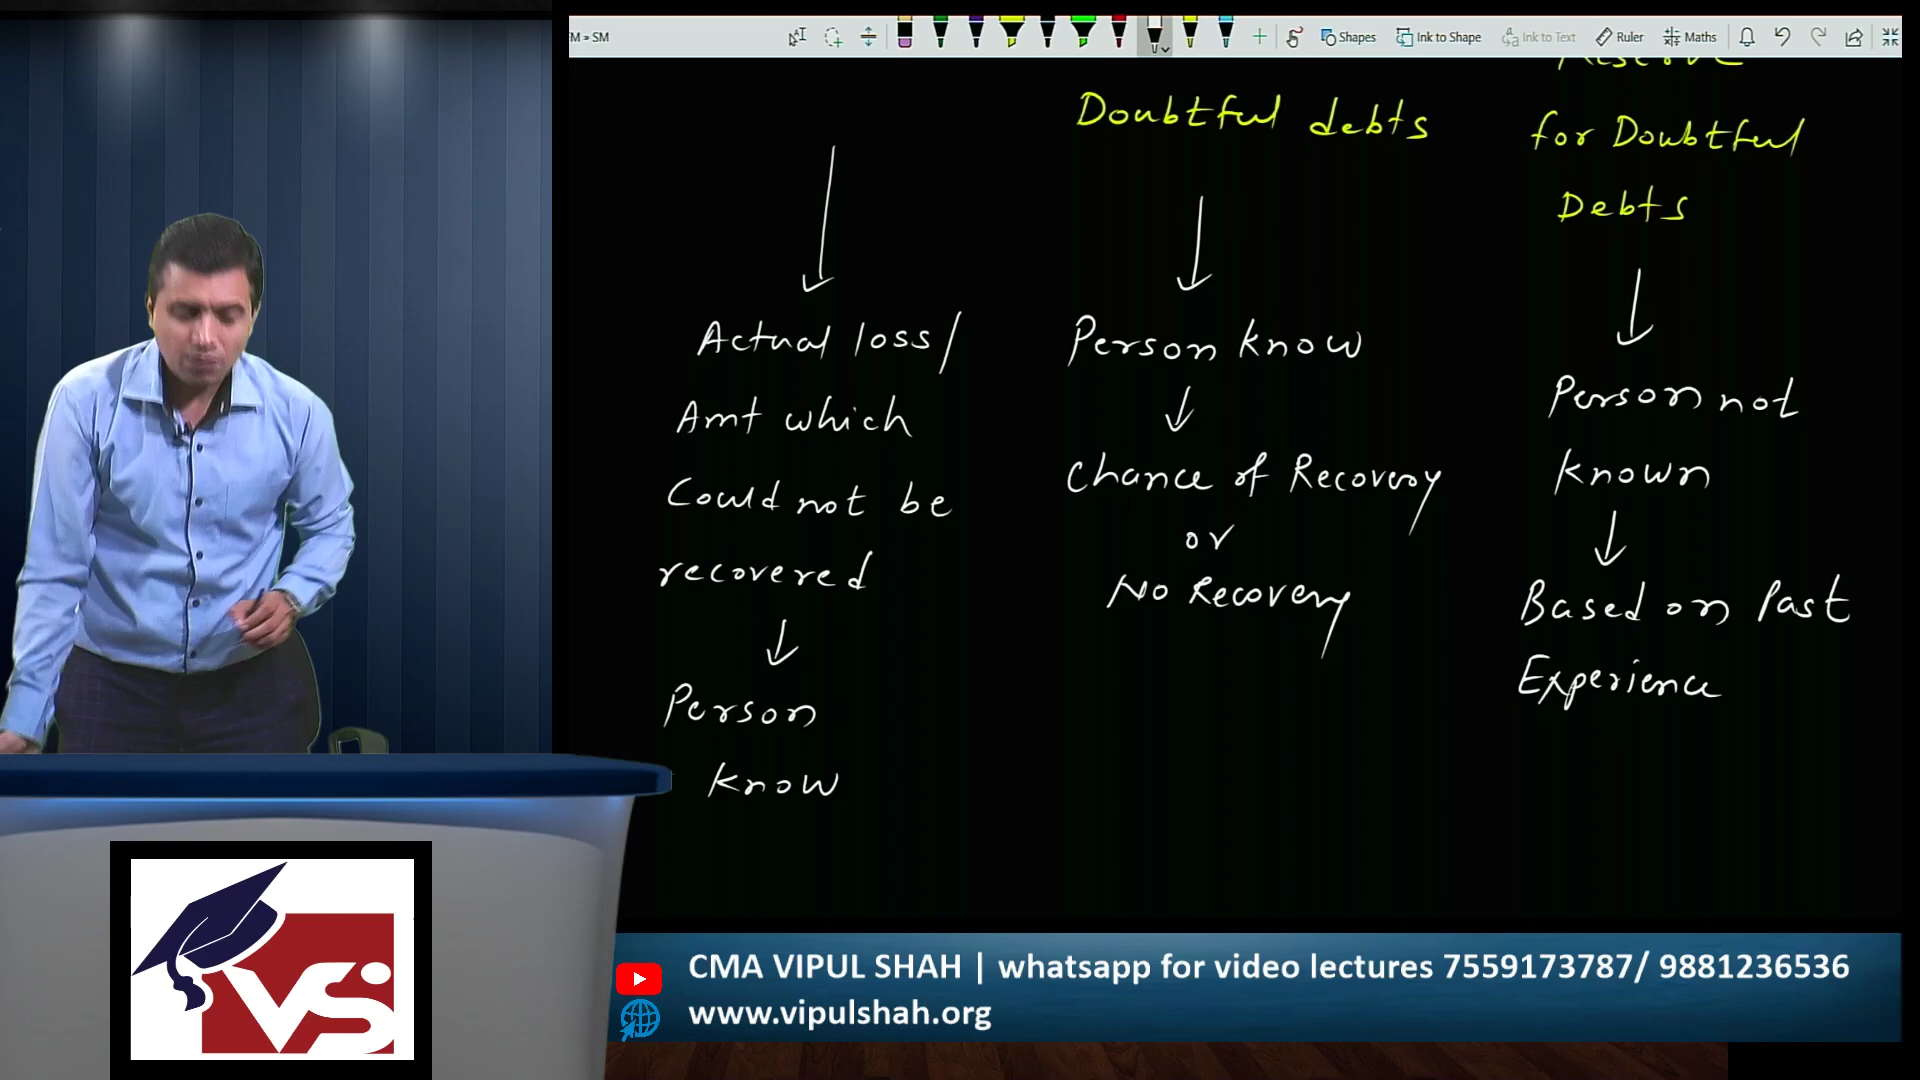 FM » SM
Shapes
Ink to Shape
Ink to Text
Ruler
Maths
Actual loss/
Amt which
Could not be
recovered
Person
know
Doubtful debts
Person know
Chance of Recovery
or
No Recovery
for Doubtful
Debts
Person not
known
Based on Past
Experience
VS
CMA VIPUL SHAH | whatsapp for video lectures 7559173787/ 9881236536
www.vipulshah.org